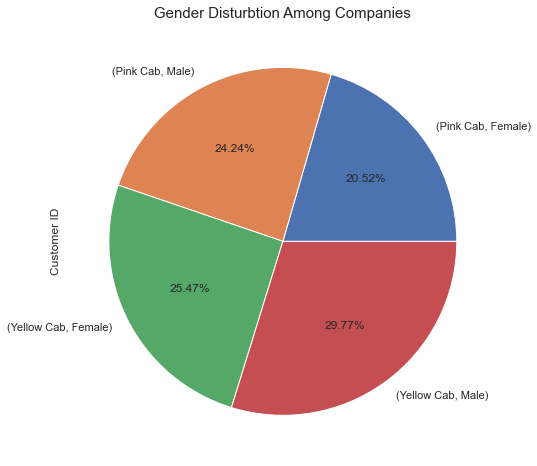 Gender Disturbtion Among Companies
(Pink Cab, Male)
(Pink Cab, Female)
24.24%
20.52%
Customer ID
25.47%
29.77%
(Yellow Cab, Female)
(Yellow Cab, Male)